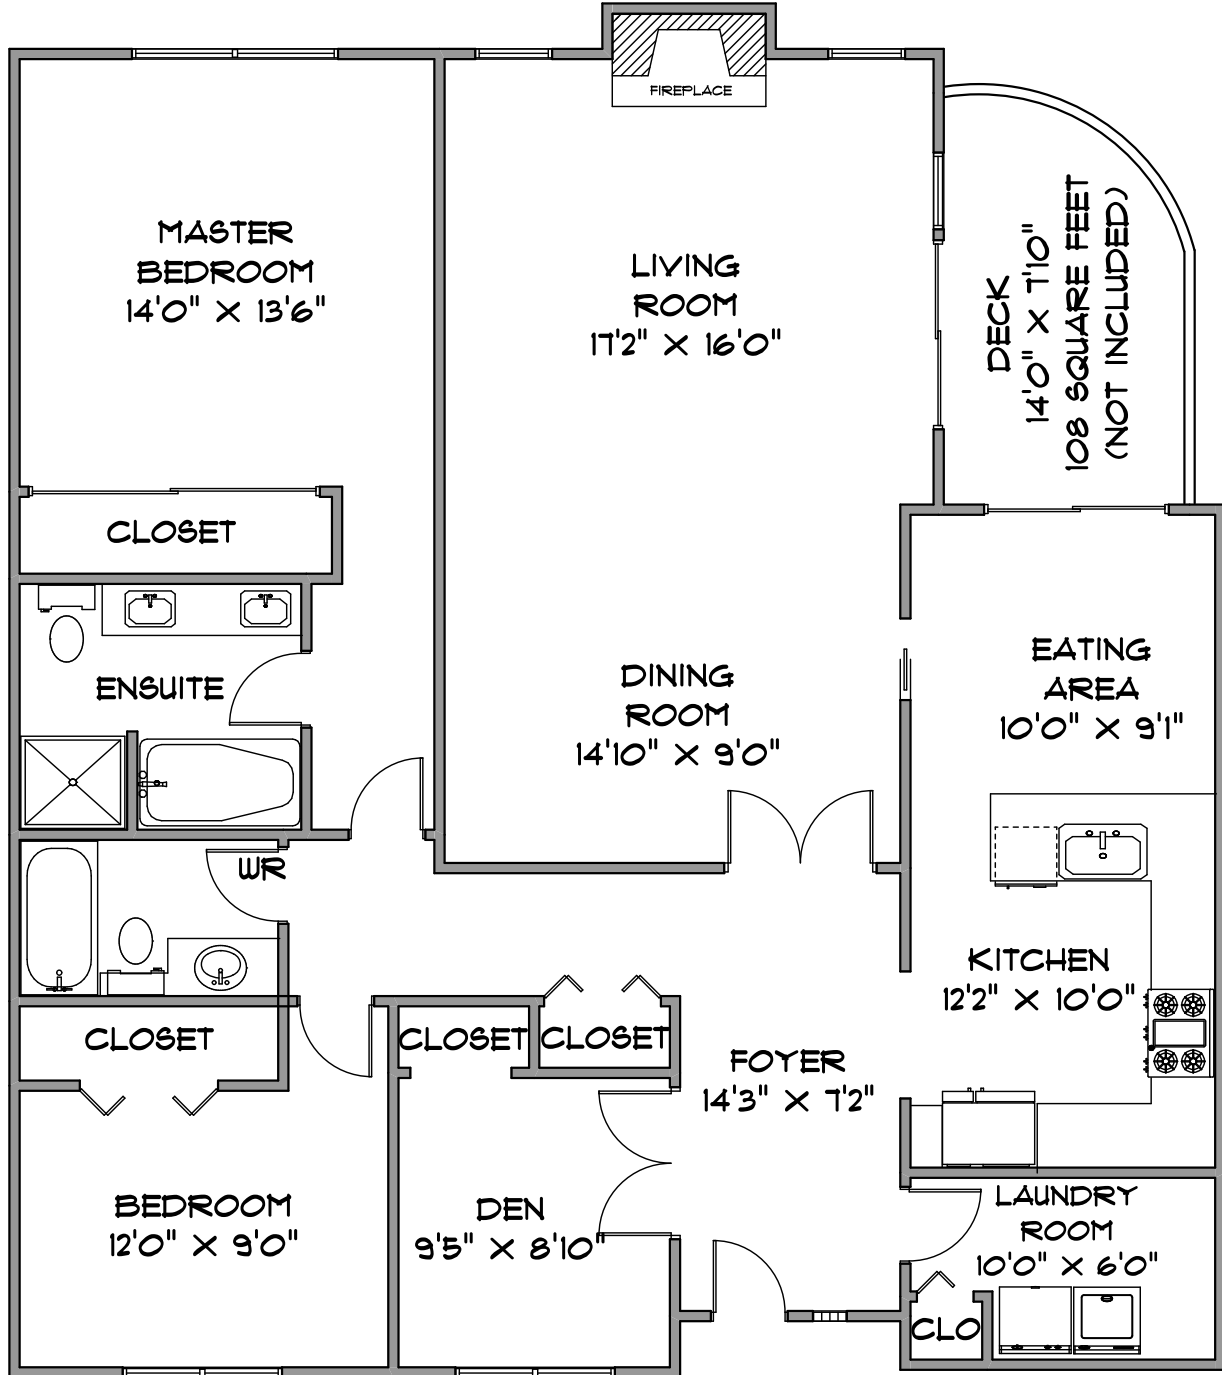 FIREPLACE
MASTER
BEDROOM
14'0" X 13'6"
LIVING
ROOM
17'2" X 16'0"
DECK
14'0" X 7'10"
108 SQUARE FEET
(NOT INCLUDED)
CLOSET
ENSUITE
DINING
ROOM
14'10" X 9'0"
EATING
AREA
10'0" X 9'1"
WR
KITCHEN
12'2" X 10'0"
CLOSET
CLOSET
CLOSET
FOYER
14'3" X 7'2"
BEDROOM
12'0" X 9'0"
DEN
9'5" X 8'10"
LAUNDRY
ROOM
10'0" X 6'0"
CLO